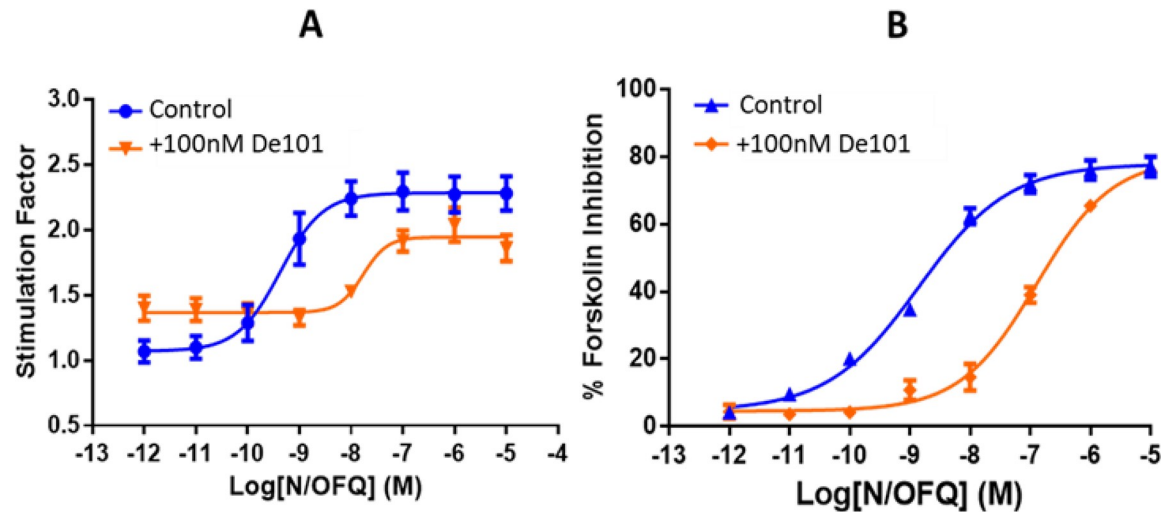 A
Stimulation Factor
3.0
2.5
2.0
1.5
1.0
0.5
Control
+100nM De101
-13 -12 -11 -10 -9 -8 -7 -6 -5 -4
Log[N/OFQ] (M)
B
% Forskolin Inhibition
100
80
60
40
20
0
Control
+100nM De101
-13 -12 -11 -10 -9 -8 -7 -6 -5
Log[N/OFQ] (M)